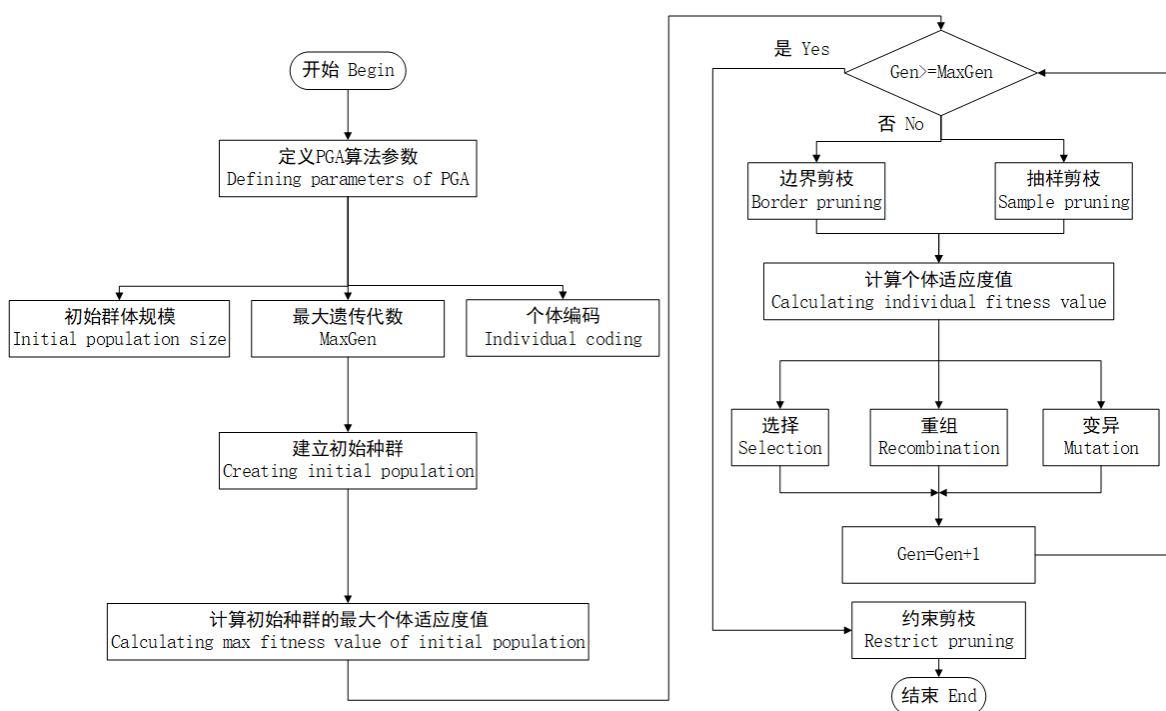 开始 Begin
定义PGA算法参数
Defining parameters of PGA
初始群体规模
Initial population size
最大遗传代数
MaxGen
个体编码
Individual coding
建立初始种群
Creating initial population
计算初始种群的最大个体适应度值
Calculating max fitness value of initial population
Gen>=MaxGen
是 Yes
否 No
边界剪枝
Border pruning
抽样剪枝
Sample pruning
计算个体适应度值
Calculating individual fitness value
选择
Selection
重组
Recombination
变异
Mutation
Gen=Gen+1
约束剪枝
Restrict pruning
结束 End